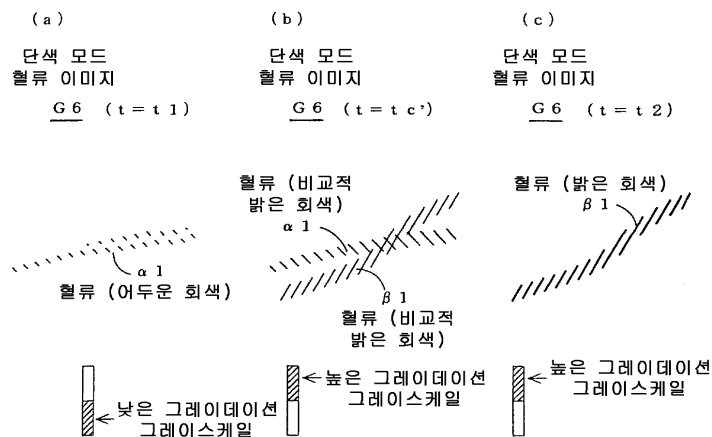 (a)
단색 모드
혈류 이미지
G6 (t=t1)
α1
혈류 (어두운 회색)
낮은 그레이데이션
그레이스케일
(b)
단색 모드
혈류 이미지
G6 (t=tc')
혈류 (비교적
밝은 회색)
α1
β1
혈류 (비교적
밝은 회색)
높은 그레이데이션
그레이스케일
(c)
단색 모드
혈류 이미지
G6 (t=t2)
혈류 (밝은 회색)
β1
높은 그레이데이션
그레이스케일